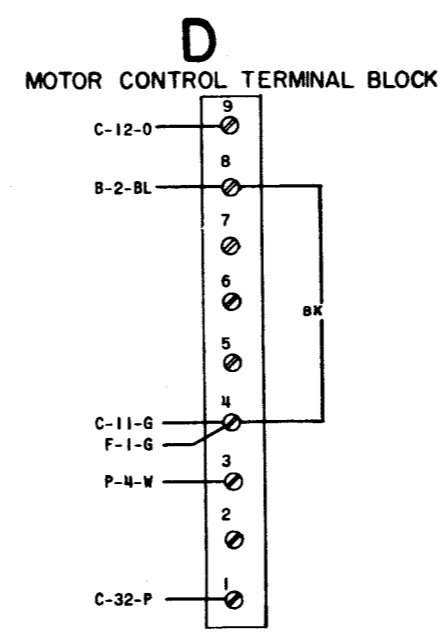 D
MOTOR CONTROL TERMINAL BLOCK
9
C-12-O
8
B-2-BL
7
6
BK
5
4
C-11-G
F-1-G
3
P-4-W
2
1
C-32-P